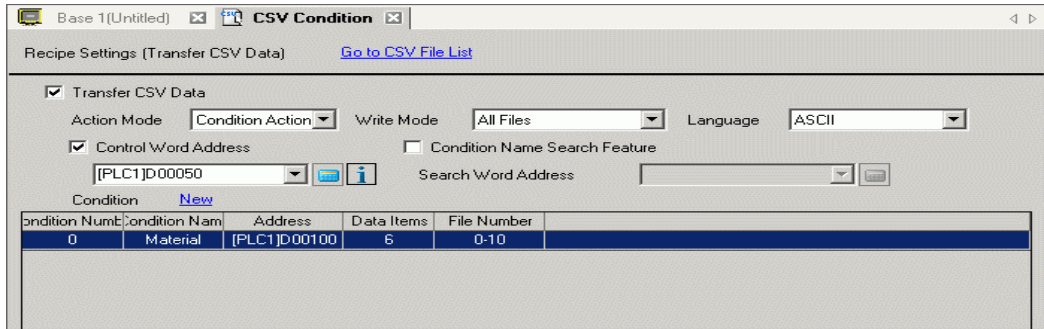 Base 1(Untitled) CSV Condition
Recipe Settings (Transfer CSV Data) Go to CSV File List
Transfer CSV Data
Action Mode Condition Action Write Mode All Files Language ASCII
Control Word Address Condition Name Search Feature
[PLC1]D00050 Search Word Address
Condition New
ondition Numb Condition Nam Address Data Items File Number
0 Material [PLC1]D00100 6 0-10